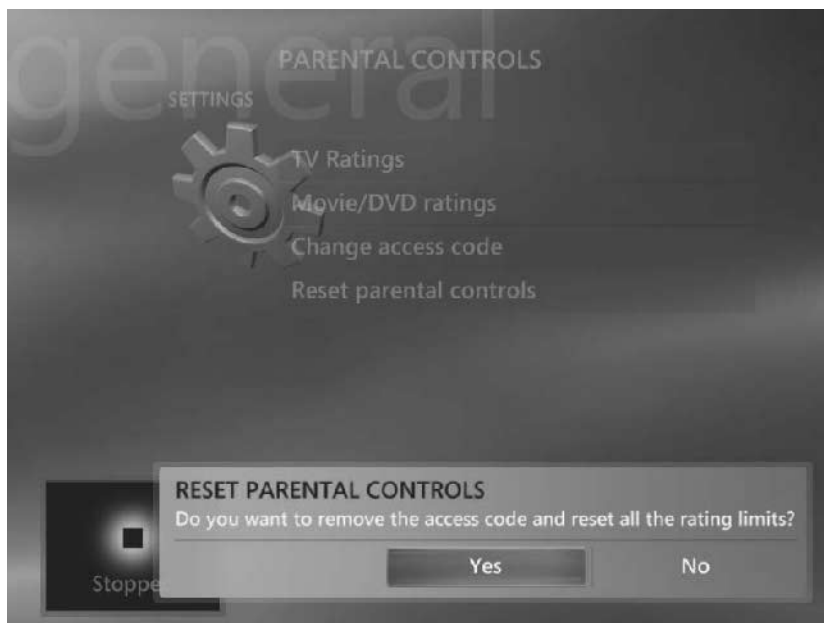 general
PARENTAL CONTROLS
SETTINGS
TV Ratings
Movie/DVD ratings
Change access code
Reset parental controls
RESET PARENTAL CONTROLS
Do you want to remove the access code and reset all the rating limits?
Yes No
Stoppe